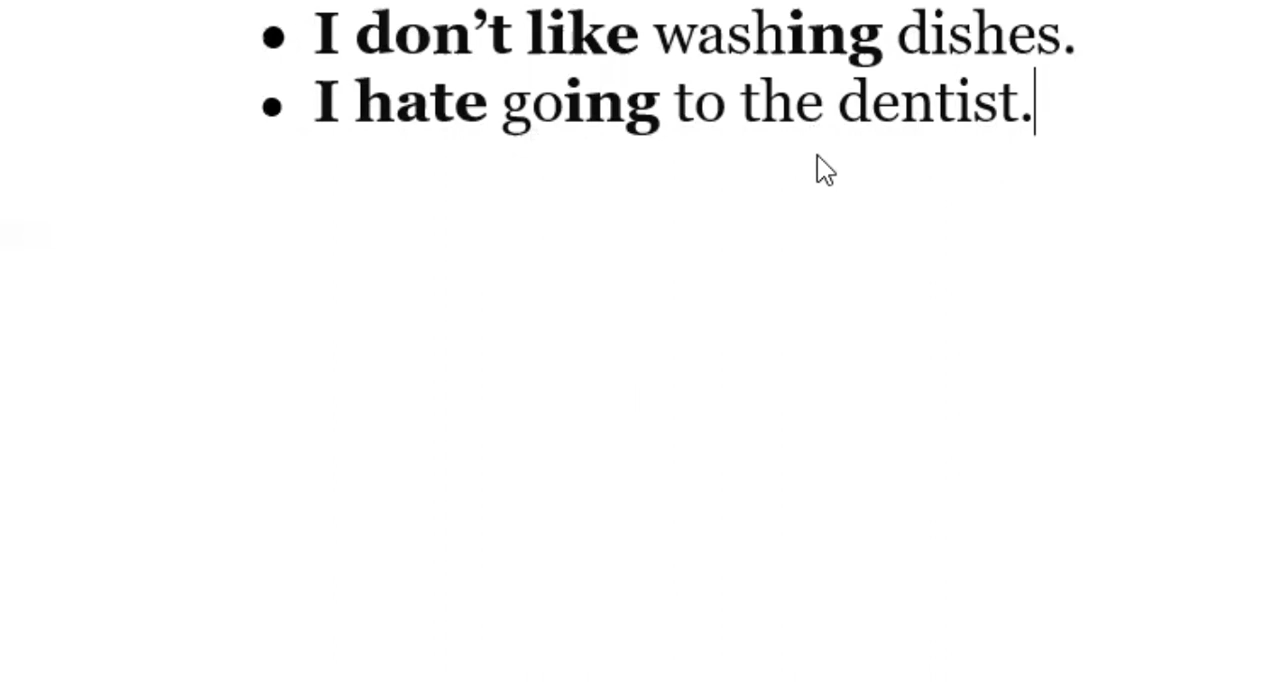 • I don’t like washing dishes.
• I hate going to the dentist.